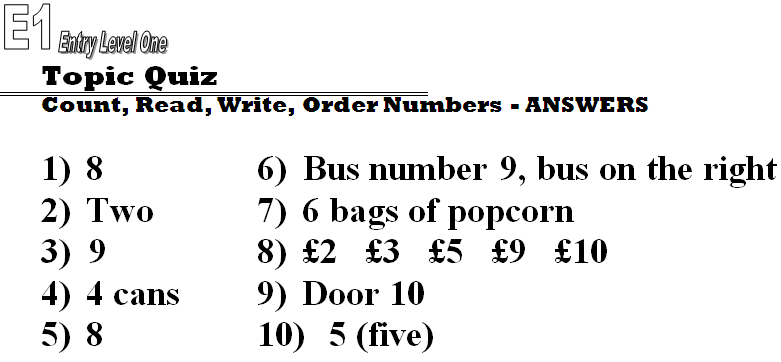 E1 Entry Level One
Topic Quiz
Count, Read, Write, Order Numbers - ANSWERS
1) 8
2) Two
3) 9
4) 4 cans
5) 8
6) Bus number 9, bus on the right
7) 6 bags of popcorn
8) £2 £3 £5 £9 £10
9) Door 10
10) 5 (five)